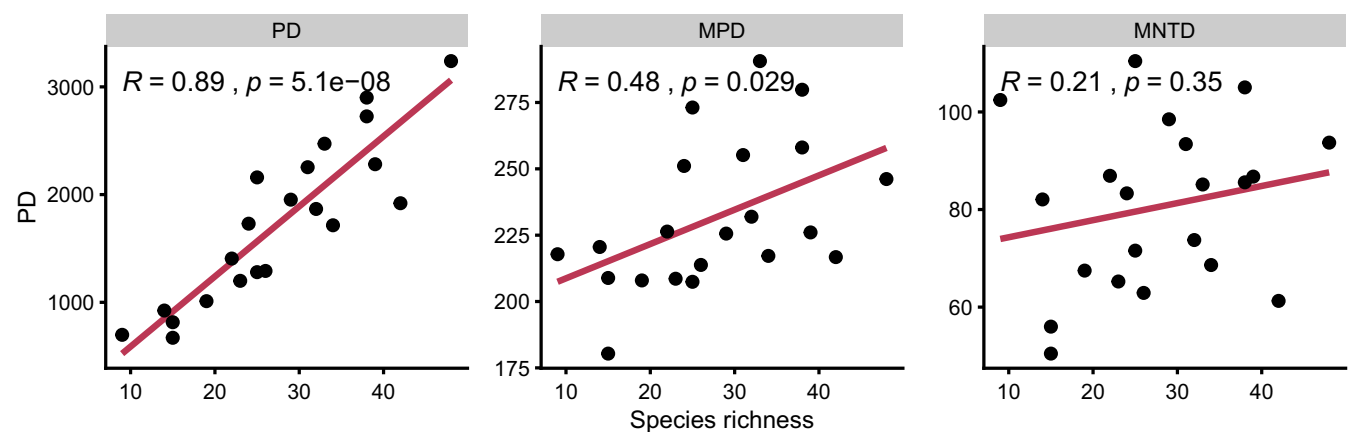 PD
MPD
MNTD
R = 0.89 , p = 5.1e−08
R = 0.48 , p = 0.029
R = 0.21 , p = 0.35
PD
3000
2000
1000
275
250
225
200
175
100
80
60
10 20 30 40
10 20 30 40
10 20 30 40
Species richness